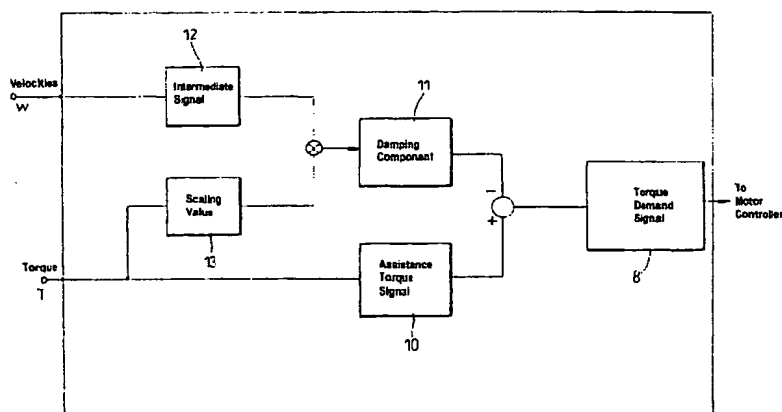 12
Velocities
W
Intermediate
Signal
11
Damping
Component
Scaling
Value
13
-
+
Torque
Demand
Signal
8
To
Motor
Controller
Torque
T
Assistance
Torque
Signal
10